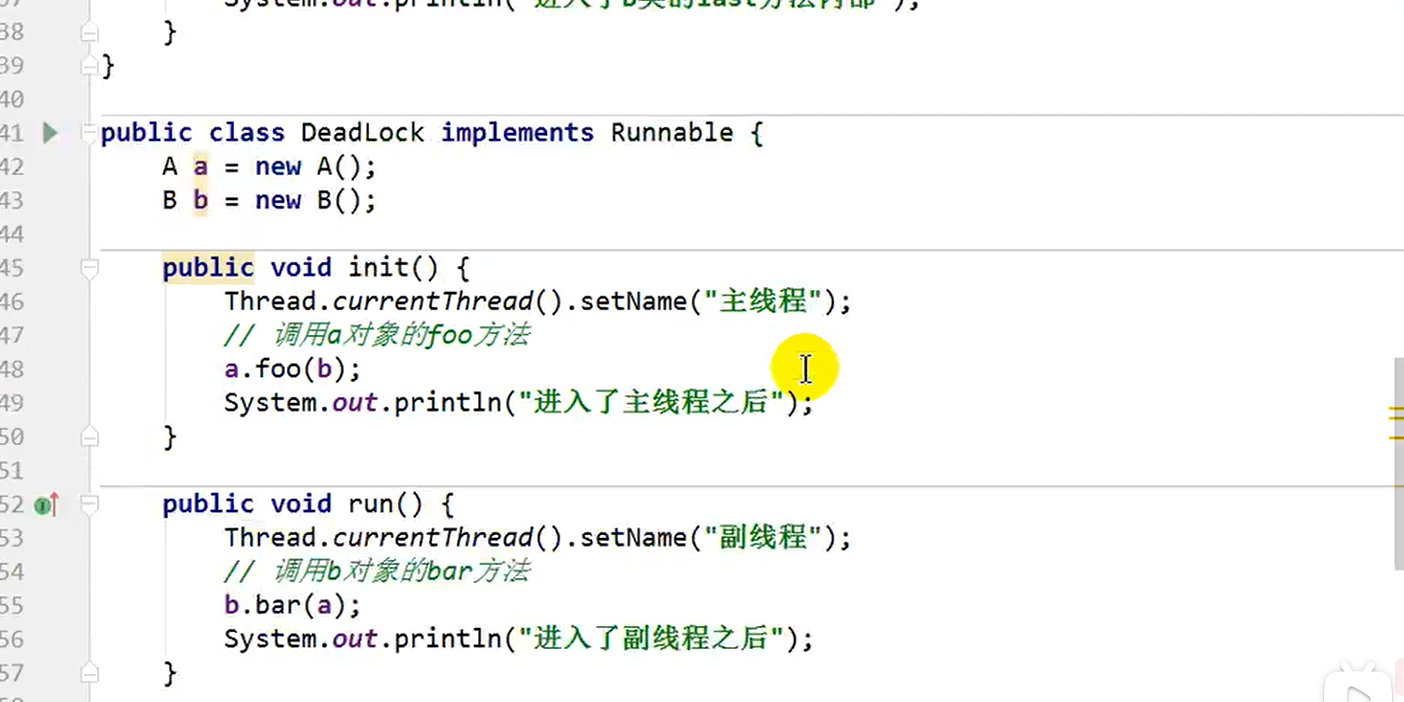 System.out.println("进入了B类的last方法内部");
38 }
39 }
40
41 public class DeadLock implements Runnable {
42 A a = new A();
43 B b = new B();
44
45 public void init() {
46 Thread.currentThread().setName("主线程");
47 // 调用a对象的foo方法
48 a.foo(b);
49 System.out.println("进入了主线程之后");
50 }
51
52 public void run() {
53 Thread.currentThread().setName("副线程");
54 // 调用b对象的bar方法
55 b.bar(a);
56 System.out.println("进入了副线程之后");
57 }